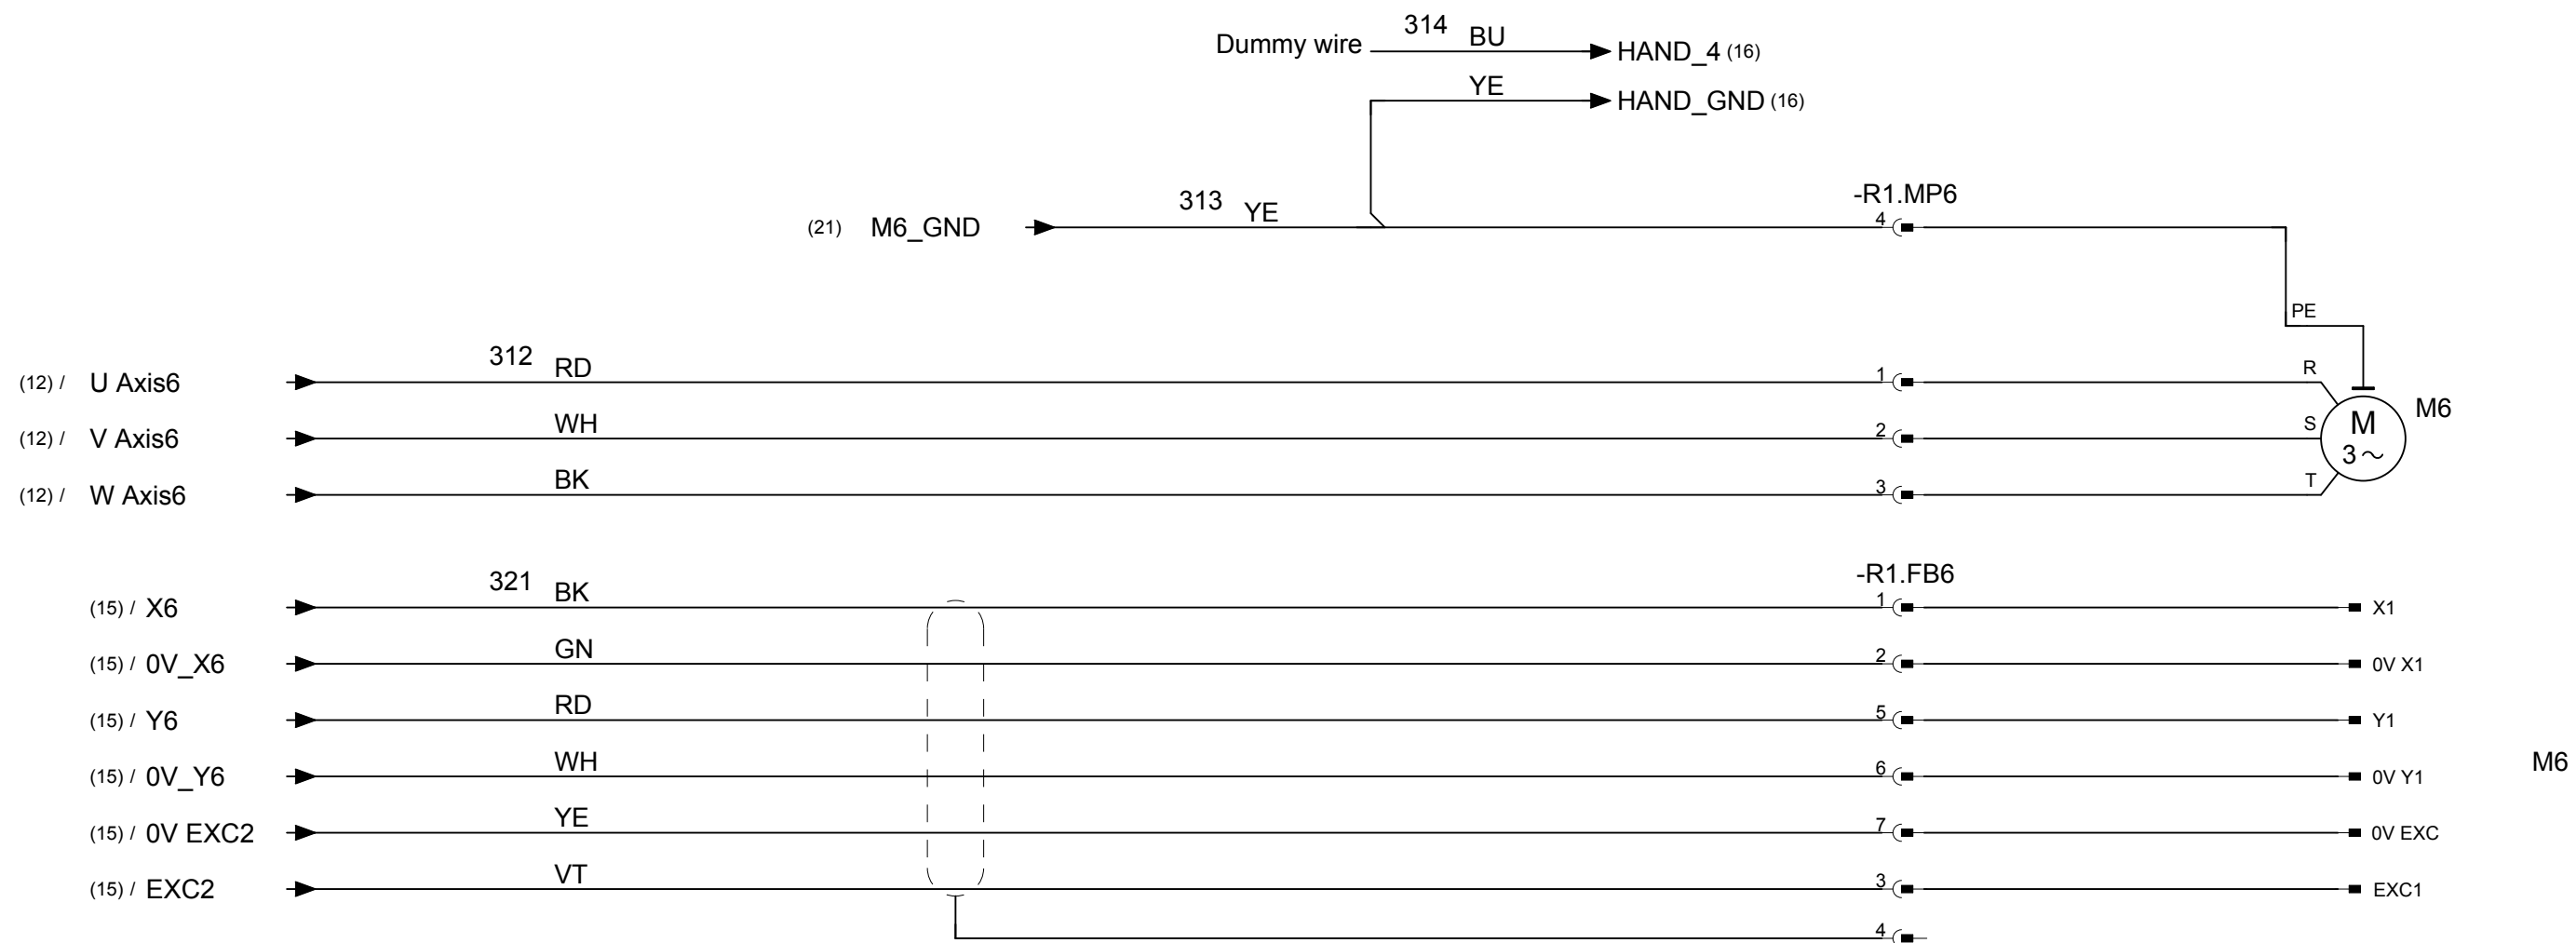 314 BU
Dummy wire HAND_4 (16)
YE
HAND_GND (16)
-R1.MP6
313 YE 4
(21) M6_GND
PE
312 RD 1 R
(12) / U Axis6
M6
WH 2 S M
(12) / V Axis6
3~
BK 3 T
(12) / W Axis6
-R1.FB6
321 BK 1
(15) / X6 X1
GN 2
(15) / 0V_X6 0V X1
RD 5
(15) / Y6 Y1
WH 6 M6
(15) / 0V_Y6 0V Y1
YE 7
(15) / 0V EXC2 0V EXC
VT 3
(15) / EXC2 EXC1
4